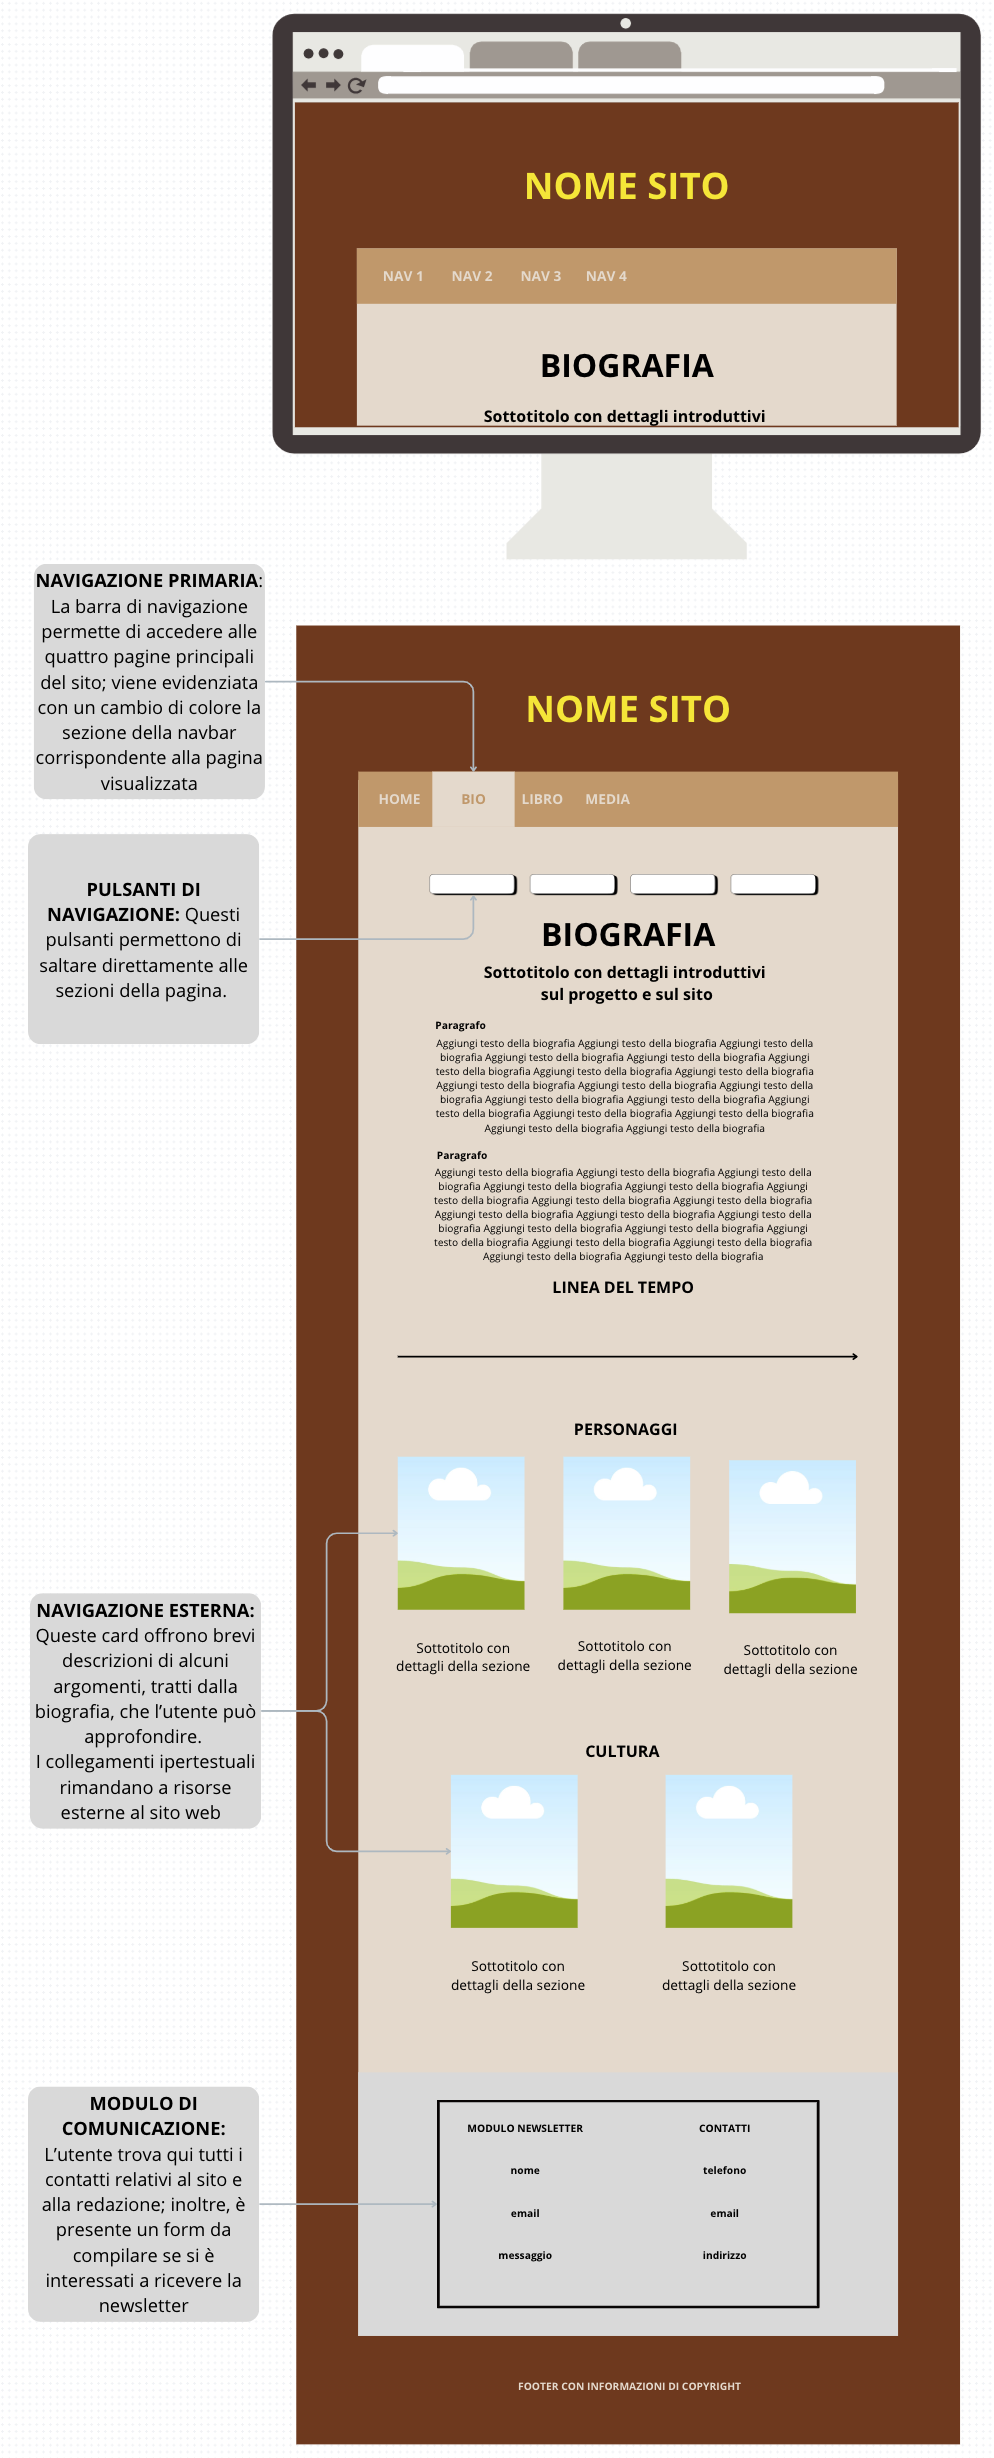 NOME SITO
NAV 1 NAV 2 NAV 3 NAV 4
BIOGRAFIA
Sottotitolo con dettagli introduttivi
NAVIGAZIONE PRIMARIA:
La barra di navigazione
permette di accedere alle
quattro pagine principali
del sito; viene evidenziata
con un cambio di colore la
sezione della navbar
corrispondente alla pagina
visualizzata
NOME SITO
HOME BIO LIBRO MEDIA
PULSANTI DI
NAVIGAZIONE: Questi
pulsanti permettono di
saltare direttamente alle
sezioni della pagina.
BIOGRAFIA
Sottotitolo con dettagli introduttivi
sul progetto e sul sito
Paragrafo
Aggiungi testo della biografia Aggiungi testo della biografia Aggiungi testo della
biografia Aggiungi testo della biografia Aggiungi testo della biografia Aggiungi
testo della biografia Aggiungi testo della biografia Aggiungi testo della biografia
Aggiungi testo della biografia Aggiungi testo della biografia Aggiungi testo della
biografia Aggiungi testo della biografia Aggiungi testo della biografia Aggiungi
testo della biografia Aggiungi testo della biografia Aggiungi testo della biografia
Aggiungi testo della biografia Aggiungi testo della biografia
Paragrafo
Aggiungi testo della biografia Aggiungi testo della biografia Aggiungi testo della
biografia Aggiungi testo della biografia Aggiungi testo della biografia Aggiungi
testo della biografia Aggiungi testo della biografia Aggiungi testo della biografia
Aggiungi testo della biografia Aggiungi testo della biografia Aggiungi testo della
biografia Aggiungi testo della biografia Aggiungi testo della biografia Aggiungi
testo della biografia Aggiungi testo della biografia Aggiungi testo della biografia
Aggiungi testo della biografia Aggiungi testo della biografia
LINEA DEL TEMPO
PERSONAGGI
Sottotitolo con
dettagli della sezione
Sottotitolo con
dettagli della sezione
Sottotitolo con
dettagli della sezione
NAVIGAZIONE ESTERNA:
Queste card offrono brevi
descrizioni di alcuni
argomenti, tratti dalla
biografia, che l’utente può
approfondire.
I collegamenti ipertestuali
rimandano a risorse
esterne al sito web
CULTURA
Sottotitolo con
dettagli della sezione
Sottotitolo con
dettagli della sezione
MODULO DI
COMUNICAZIONE:
L’utente trova qui tutti i
contatti relativi al sito e
alla redazione; inoltre, è
presente un form da
compilare se si è
interessati a ricevere la
newsletter
MODULO NEWSLETTER
nome
email
messaggio
CONTATTI
telefono
email
indirizzo
FOOTER CON INFORMAZIONI DI COPYRIGHT